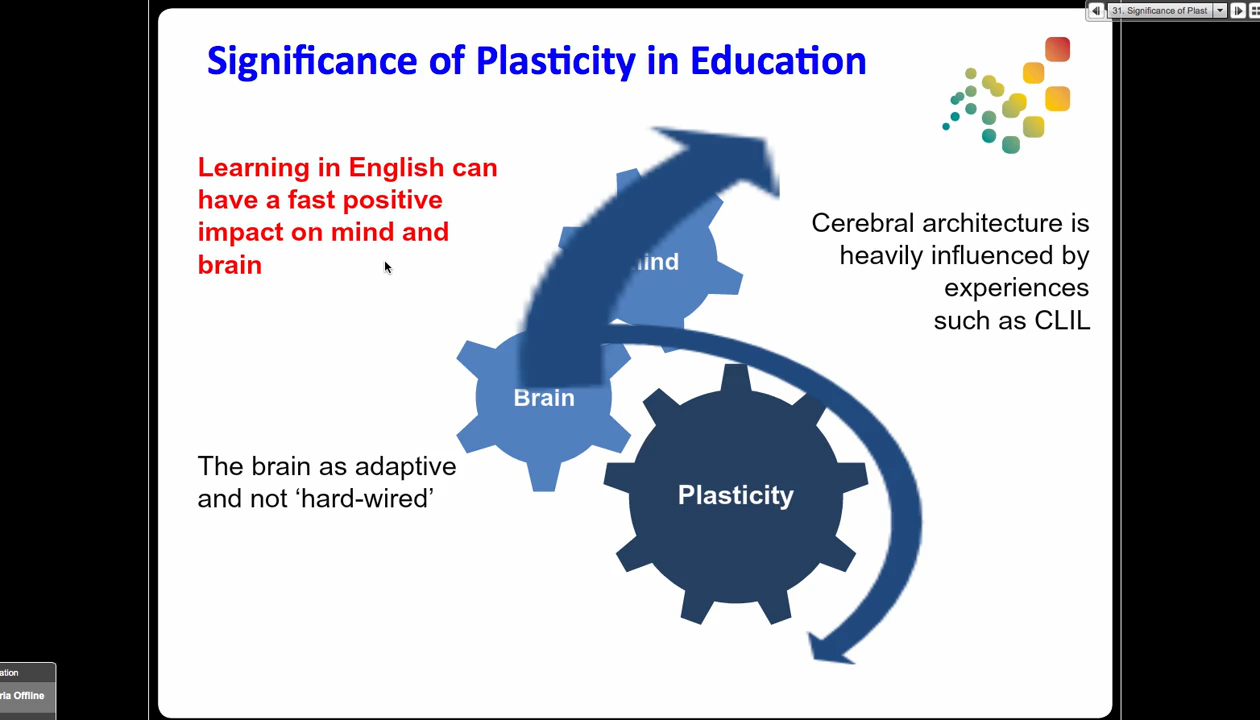 31. Significance of Plast
Significance of Plasticity in Education
Learning in English can
have a fast positive
impact on mind and
brain
Cerebral architecture is
heavily influenced by
experiences
such as CLIL
Brain
The brain as adaptive
and not ‘hard-wired’
Plasticity
Offline